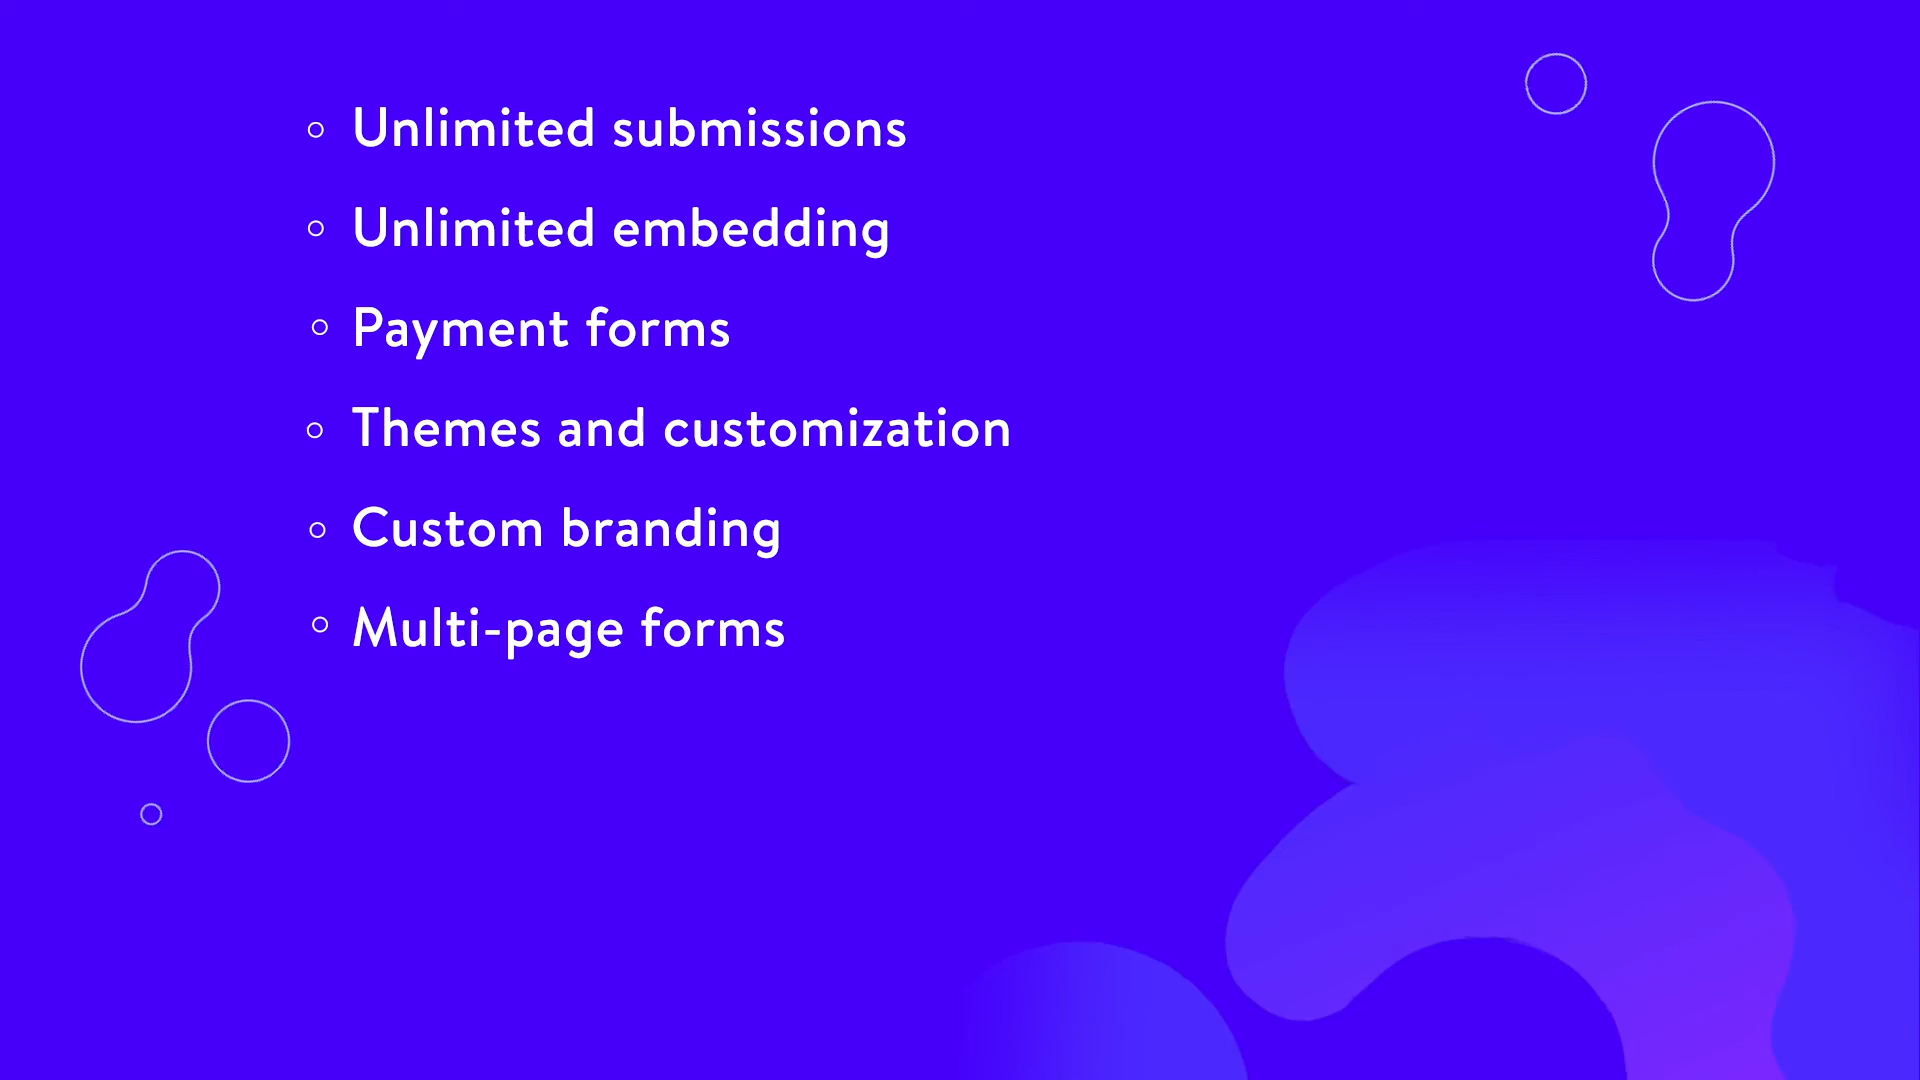 Unlimited submissions
Unlimited embedding
Payment forms
Themes and customization
Custom branding
Multi-page forms